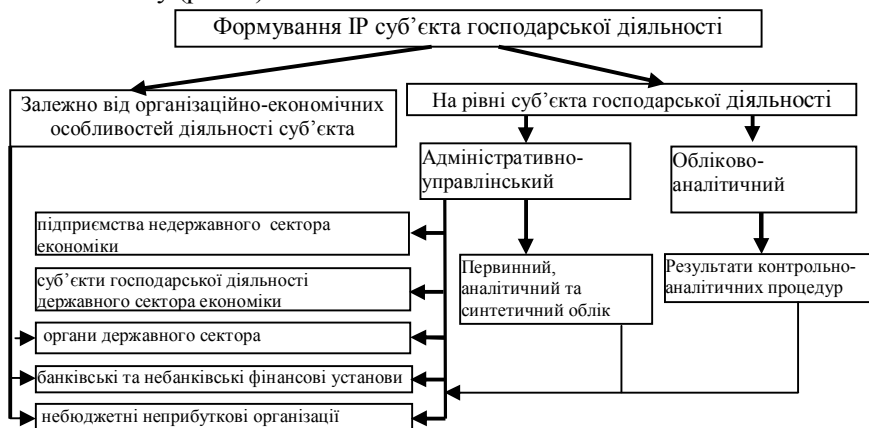 Формування ІР суб’єкта господарської діяльності
Залежно від організаційно-економічних
особливостей діяльності суб’єкта
На рівні суб’єкта господарської діяльності
Адміністративно-
управлінський
Обліково-
аналітичний
підприємства недержавного сектора
економіки
суб’єкти господарської діяльності
державного сектора економіки
органи державного сектора
банківські та небанківські фінансові установи
небюджетні неприбуткові організації
Первинний,
аналітичний та
синтетичний облік
Результати контрольно-
аналітичних процедур